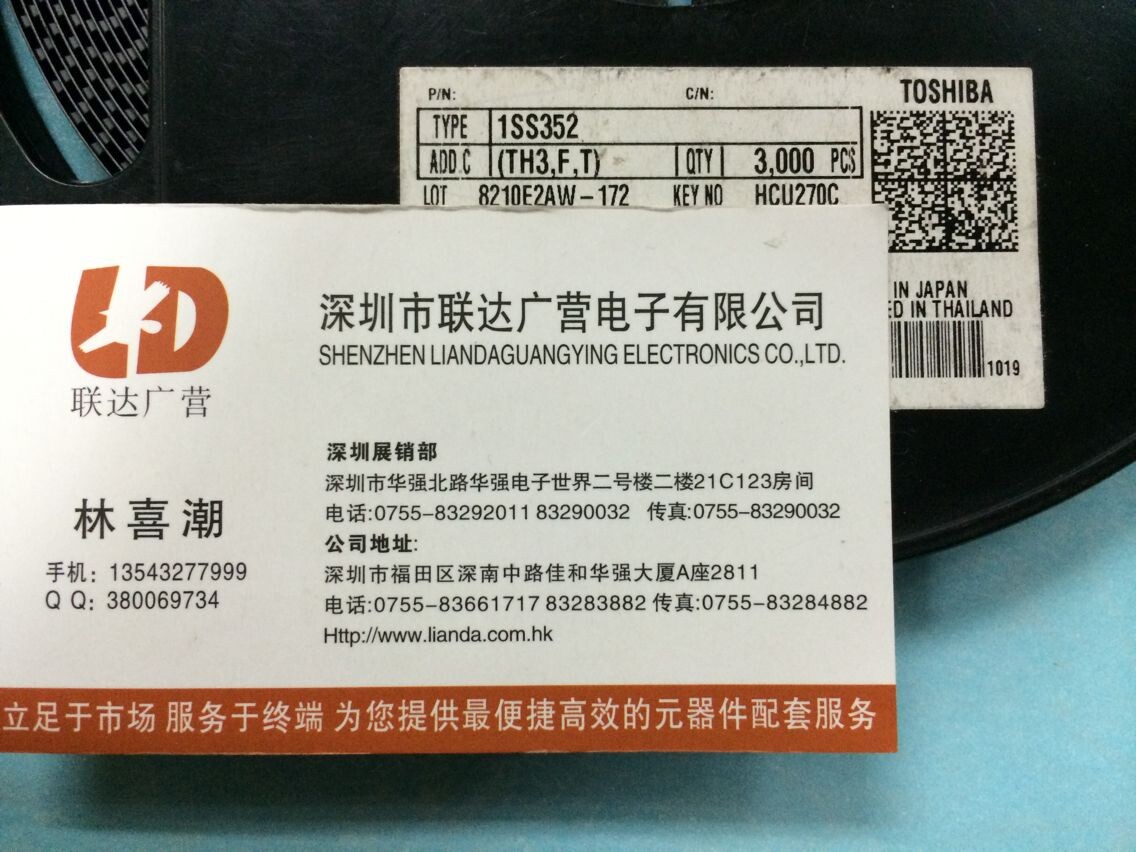 P/N: C/N: TOSHIBA
TYPE 1SS352
ADD.C (TH3,F,T) QTY 3,000 PCS
LOT 8210E2AW-172 KEY NO HCU270C
IN JAPAN
ED IN THAILAND
1019
LD
联达广营
深圳市联达广营电子有限公司
SHENZHEN LIANDAGUANGYING ELECTRONICS CO.,LTD.
林喜潮
手机: 13543277999
QQ: 380069734
深圳展销部
深圳市华强北路华强电子世界二号楼二楼21C123房间
电话:0755-83292011 83290032 传真:0755-83290032
公司地址:
深圳市福田区深南中路佳和华强大厦A座2811
电话:0755-83661717 83283882 传真:0755-83284882
Http://www.lianda.com.hk
立足于市场 服务于终端 为您提供最便捷高效的元器件配套服务